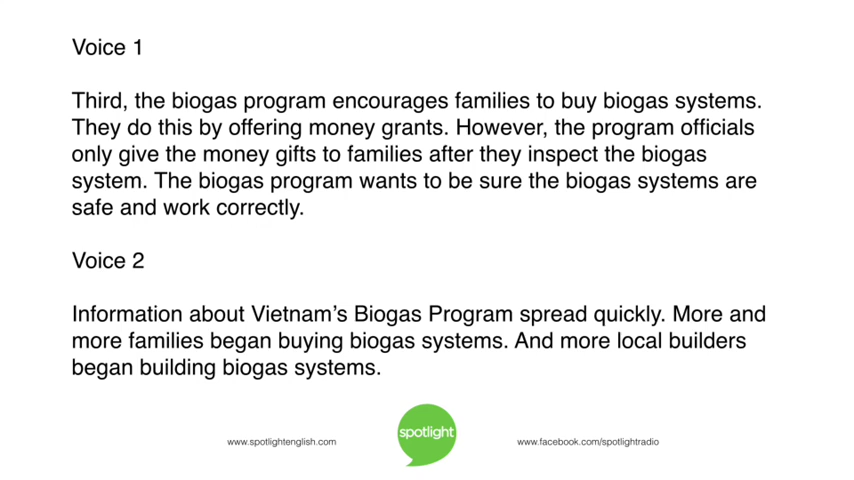 Voice 1
Third, the biogas program encourages families to buy biogas systems.
They do this by offering money grants. However, the program officials
only give the money gifts to families after they inspect the biogas
system. The biogas program wants to be sure the biogas systems are
safe and work correctly.
Voice 2
Information about Vietnam's Biogas Program spread quickly. More and
more families began buying biogas systems. And more local builders
began building biogas systems.
spotlight
www.spotlightenglish.com
www.facebook.com/spotlightradio